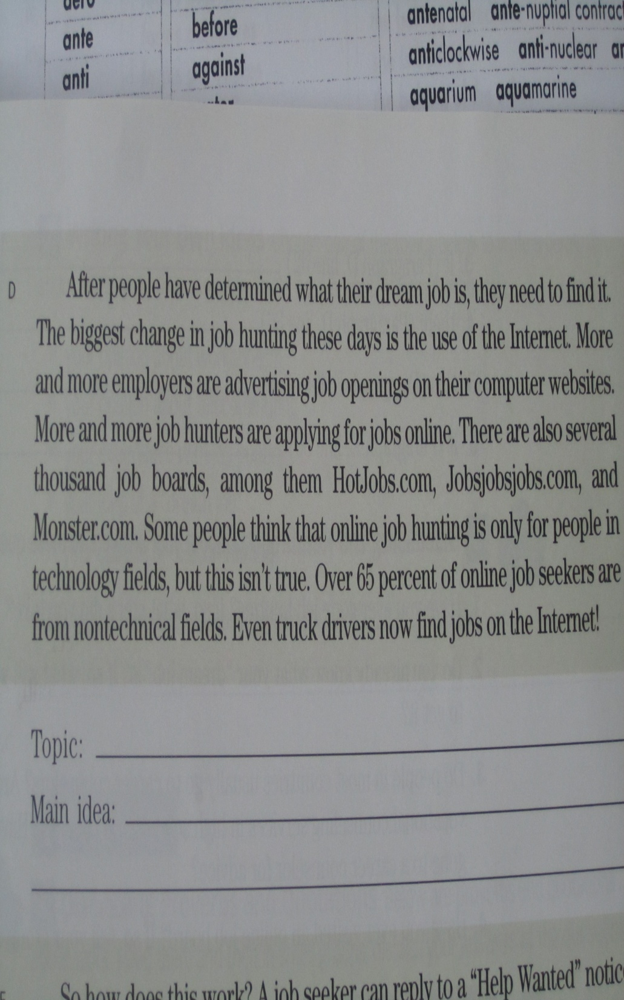 aero
ante before antenatal ante-nuptial contrac
anti against anticlockwise anti-nuclear
aquarium aquamarine
D After people have determined what their dream job is, they need to find it.
The biggest change in job hunting these days is the use of the Internet. More
and more employers are advertising job openings on their computer websites.
More and more job hunters are applying for jobs online. There are also several
thousand job boards, among them HotJobs.com, Jobsjobsjobs.com, and
Monster.com. Some people think that online job hunting is only for people in
technology fields, but this isn't true. Over 65 percent of online job seekers are
from nontechnical fields. Even truck drivers now find jobs on the Internet!
Topic:
Main idea:
So how does this work? A job seeker can reply to a “Help Wanted” notic